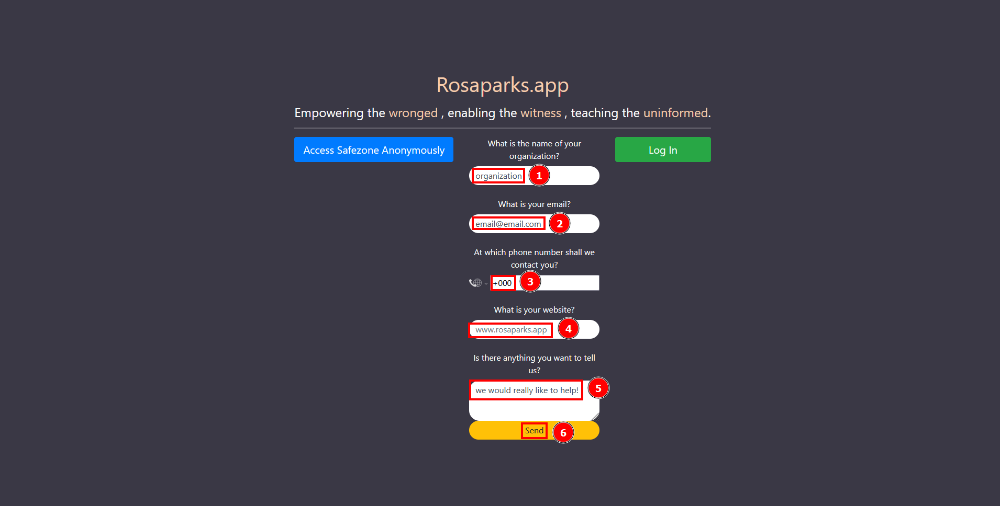 Rosaparks.app
Empowering the wronged , enabling the witness , teaching the uninformed.
Access Safezone Anonymously
What is the name of your
organization?
organization 1
What is your email?
email@email.com 2
At which phone number shall we
contact you?
+000 3
What is your website?
www.rosaparks.app 4
Is there anything you want to tell
us?
we would really like to help! 5
Send 6
Log In